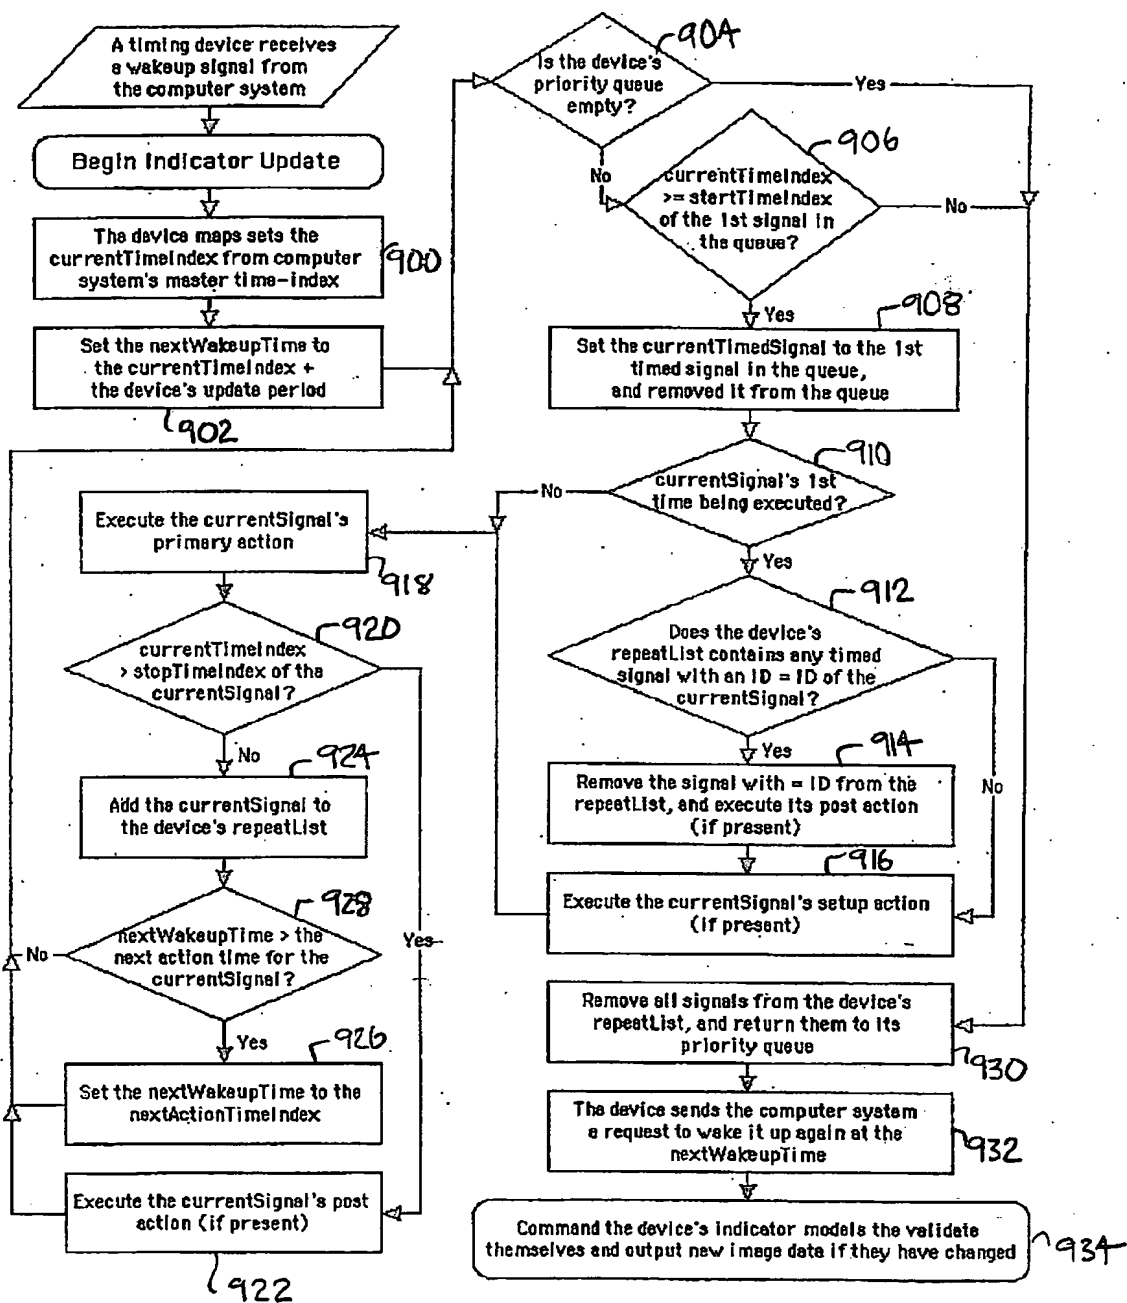 A timing device receives
a wakeup signal from
the computer system
Begin Indicator Update
The device maps sets the
currentTimeIndex from computer
system's master time-index
900
Set the nextWakeupTime to
the currentTimeIndex +
the device's update period
902
904
Is the device's
priority queue
empty?
Yes
No
906
currentTimeIndex
>= startTimeIndex
of the 1st signal in
the queue?
No
Yes
908
Set the currentTimedSignal to the 1st
timed signal in the queue,
and removed it from the queue
910
currentSignal's 1st
time being executed?
No
Yes
912
Does the device's
repeatList contains any timed
signal with an ID = ID of the
currentSignal?
Yes
No
914
Remove the signal with = ID from the
repeatList, and execute its post action
(if present)
916
Execute the currentSignal's setup action
(if present)
Execute the currentSignal's
primary action
918
920
currentTimeIndex
> stopTimeIndex of the
currentSignal?
No
Yes
924
Add the currentSignal to
the device's repeatList
928
nextWakeupTime > the
next action time for the
currentSignal?
No
Yes
926
Set the nextWakeupTime to the
nextActionTimeIndex
Execute the currentSignal's post
action (if present)
922
Remove all signals from the device's
repeatList, and return them to its
priority queue
930
The device sends the computer system
a request to wake it up again at the
nextWakeupTime
932
Command the device's indicator models the validate
themselves and output new image data if they have changed
934